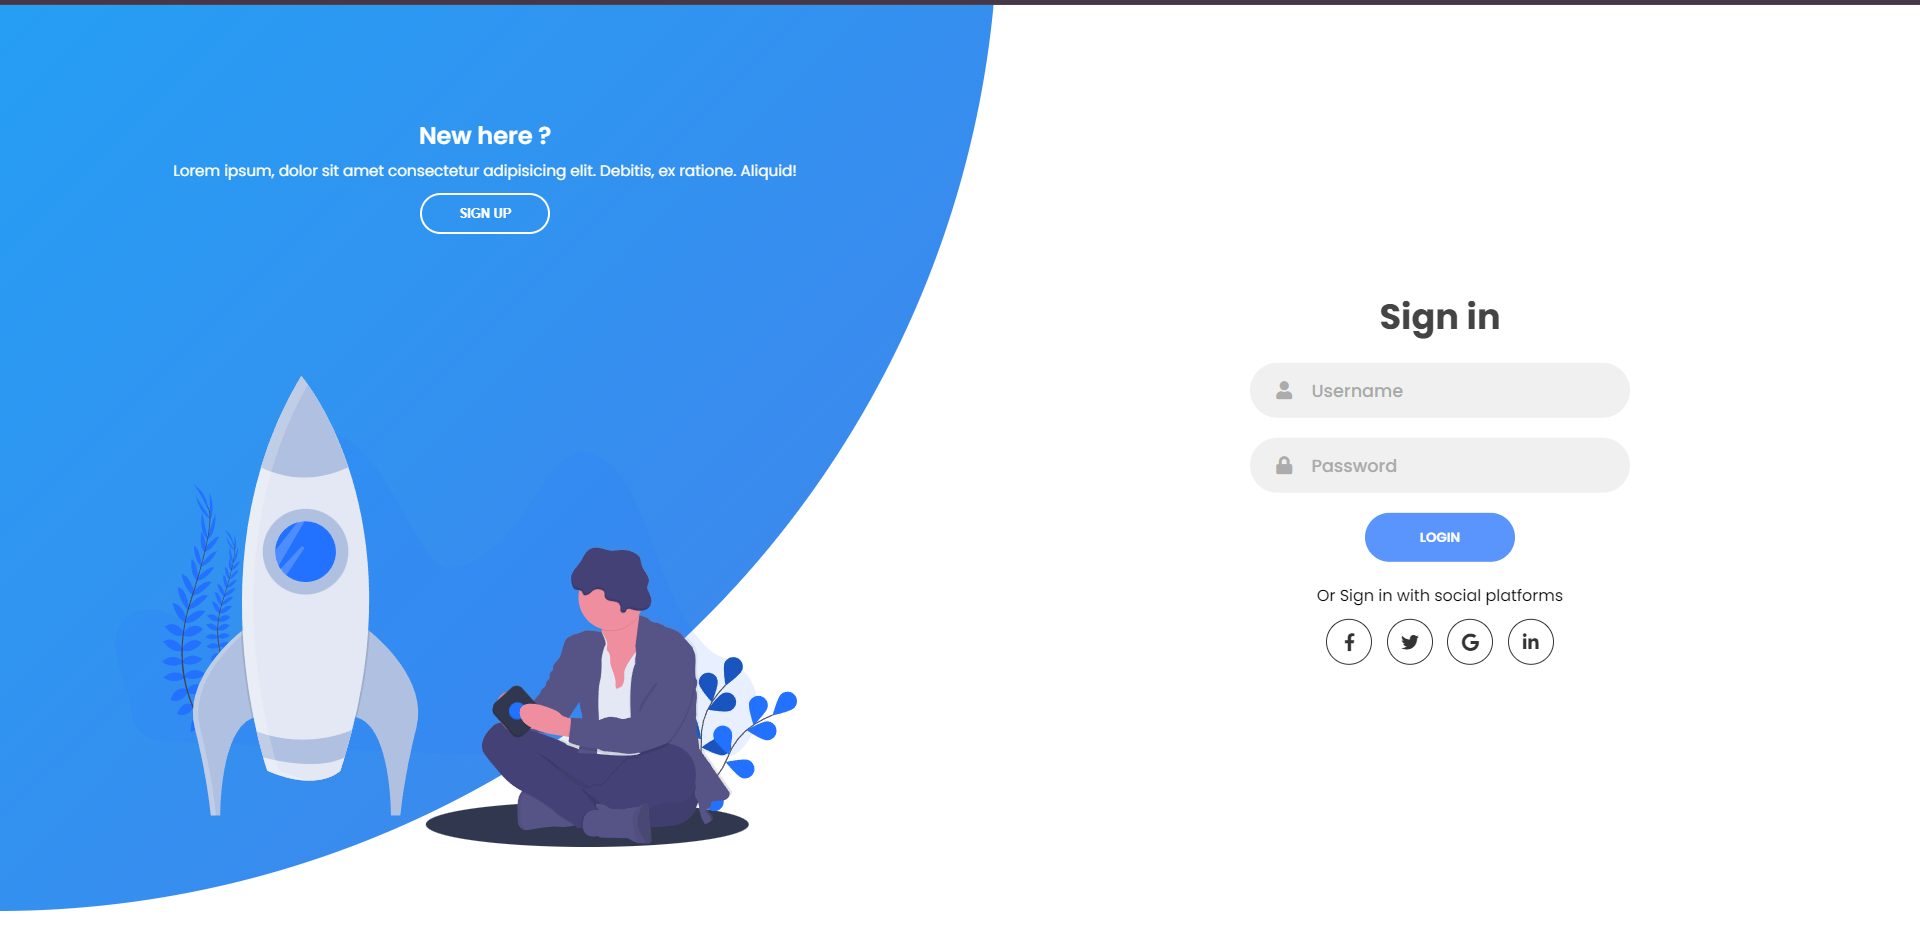 New here ?
Lorem ipsum, dolor sit amet consectetur adipisicing elit. Debitis, ex ratione. Aliquid!
SIGN UP
Sign in
Username
Password
LOGIN
Or Sign in with social platforms